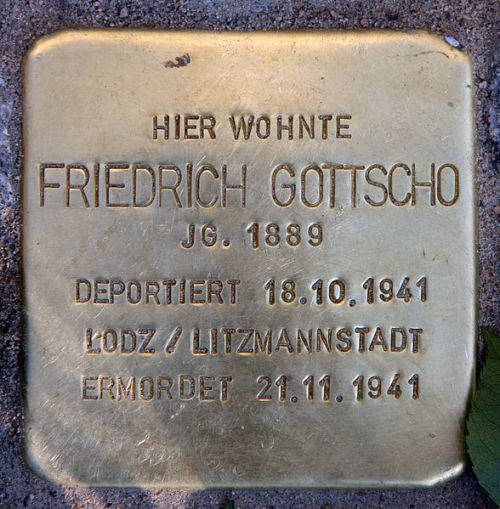 HIER WOHNTE
FRIEDRICH GOTTSCHO
JG. 1889
DEPORTIERT 18.10.1941
ŁODZ / LITZMANNSTADT
ERMORDET 21.11.1941